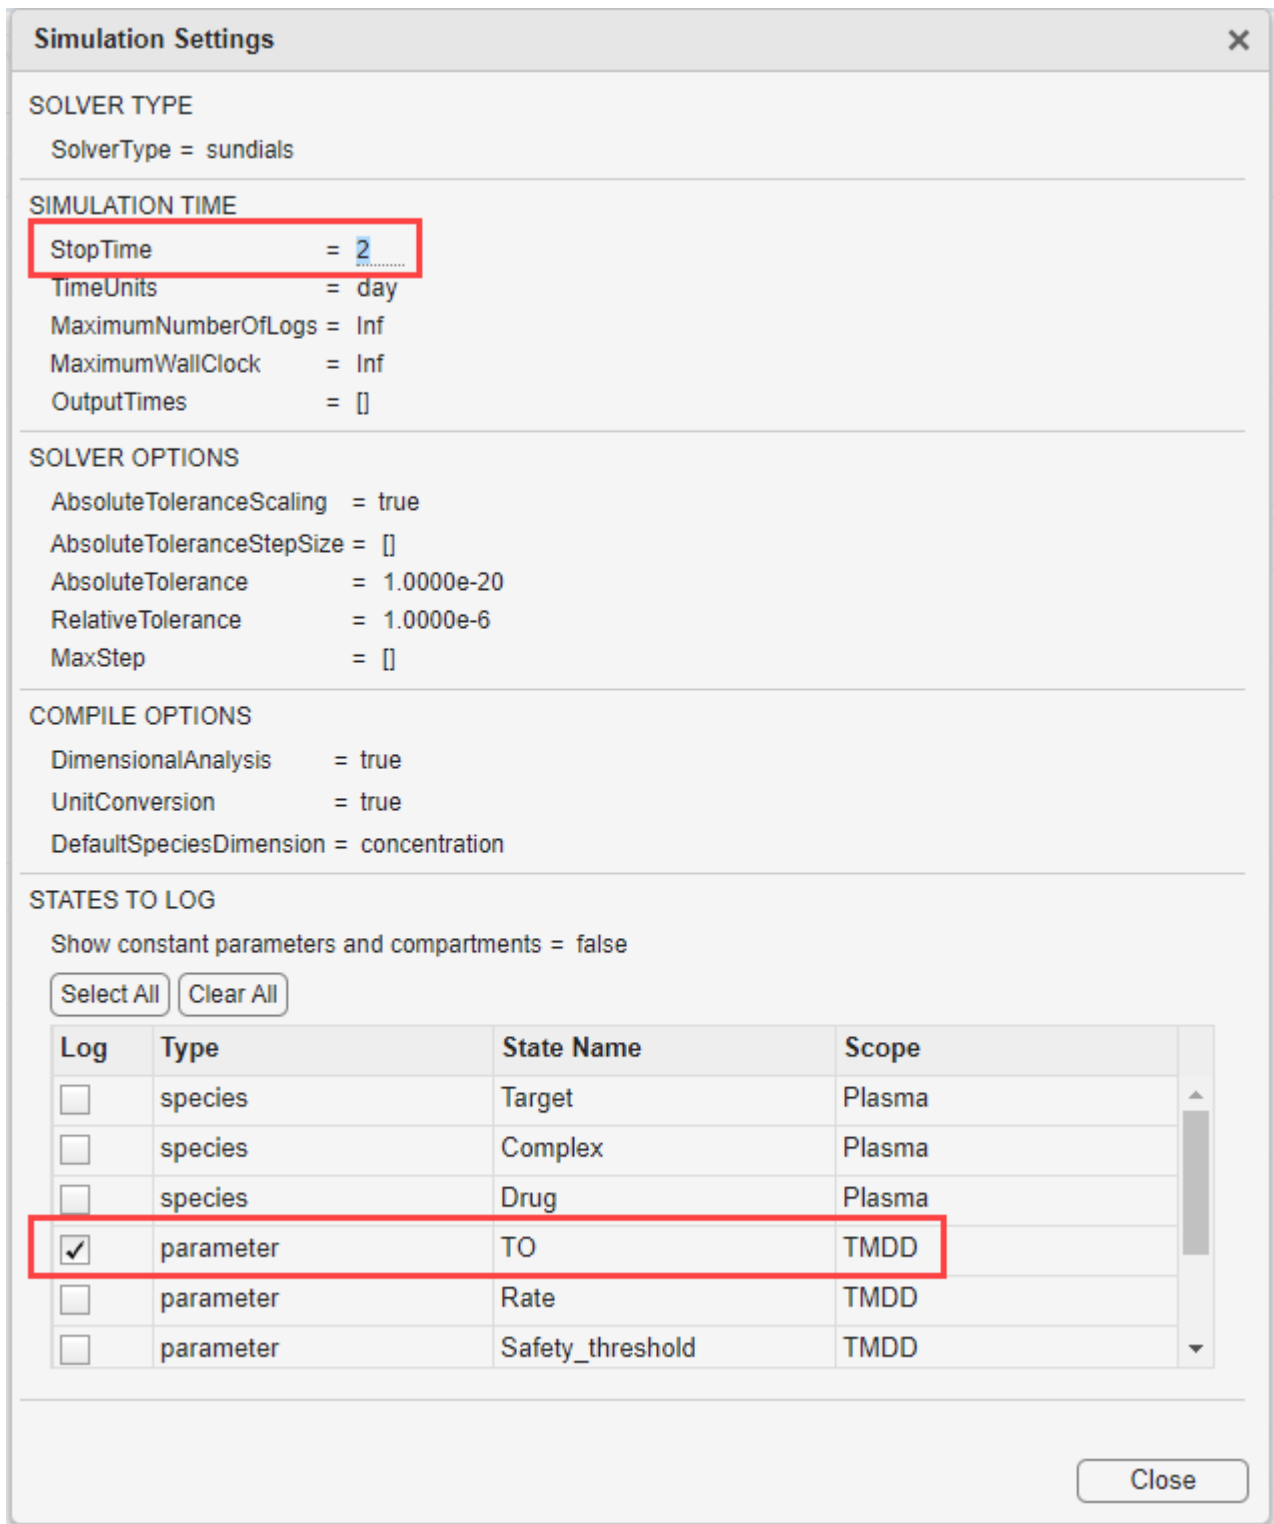 Simulation Settings
SOLVER TYPE
SolverType = sundials
SIMULATION TIME
StopTime = 2
TimeUnits = day
MaximumNumberOfLogs = Inf
MaximumWallClock = Inf
OutputTimes = []
SOLVER OPTIONS
AbsoluteToleranceScaling = true
AbsoluteToleranceStepSize = []
AbsoluteTolerance = 1.0000e-20
RelativeTolerance = 1.0000e-6
MaxStep = []
COMPILE OPTIONS
DimensionalAnalysis = true
UnitConversion = true
DefaultSpeciesDimension = concentration
STATES TO LOG
Show constant parameters and compartments = false
Select All Clear All
Log Type State Name Scope
species Target Plasma
species Complex Plasma
species Drug Plasma
parameter TO TMDD
parameter Rate TMDD
parameter Safety_threshold TMDD
Close